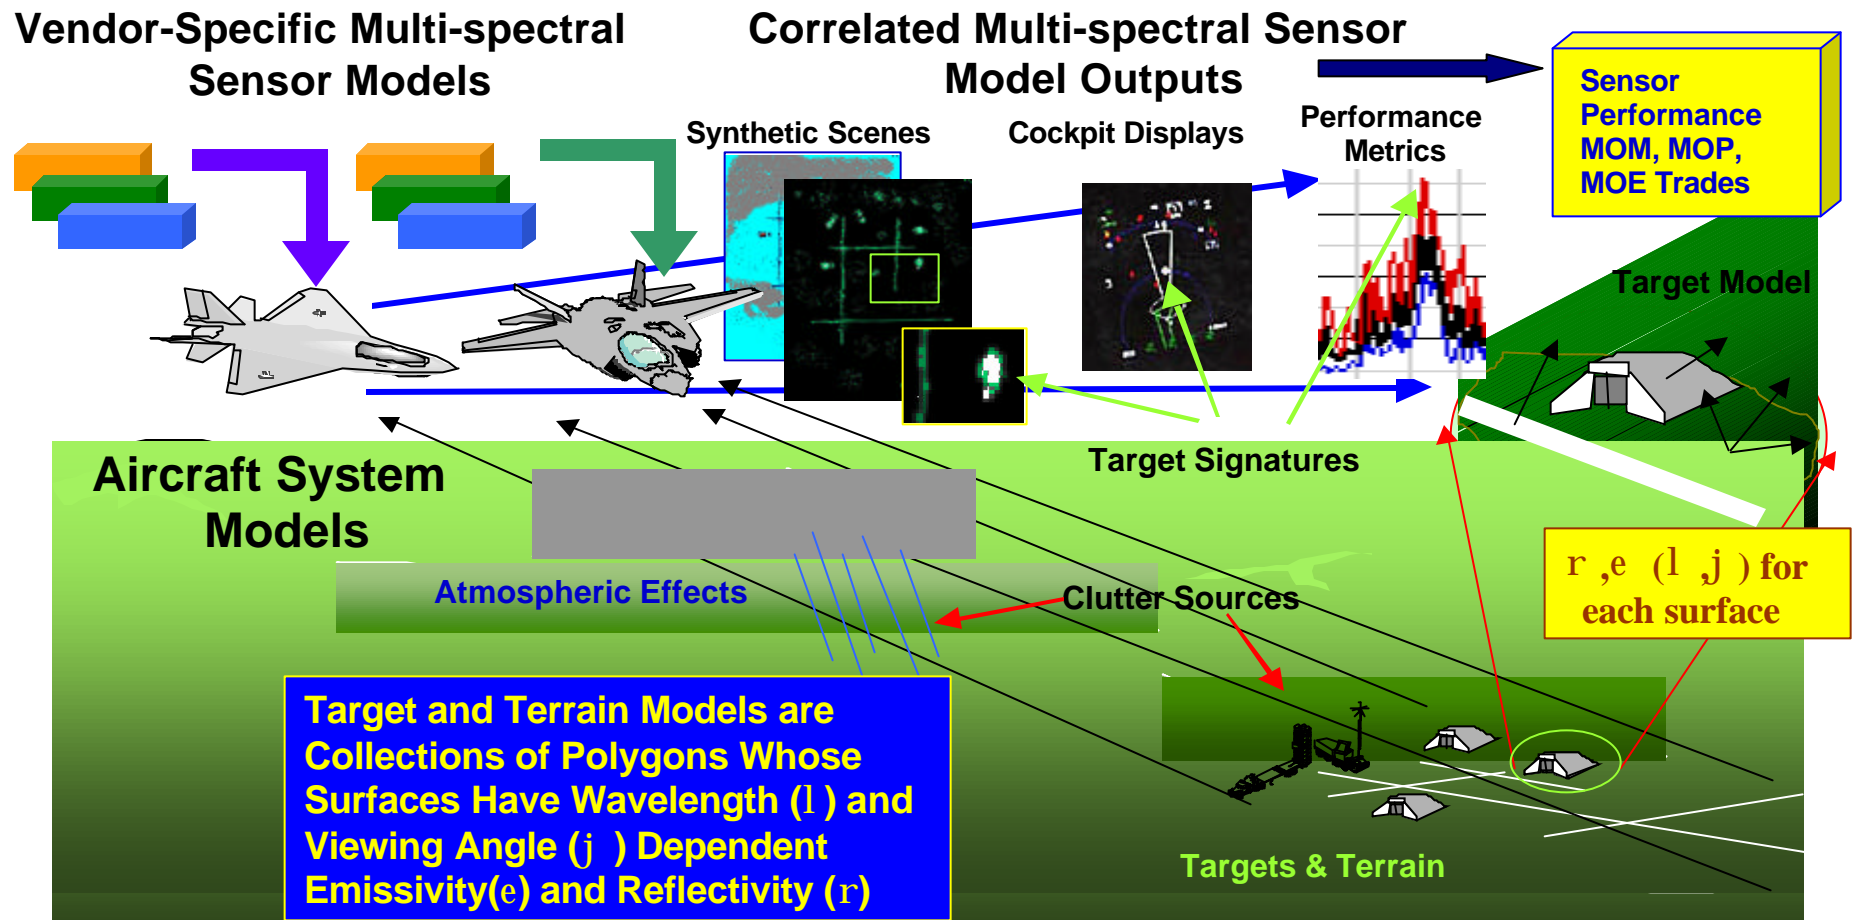 Vendor-Specific Multi-spectral
Sensor Models
Correlated Multi-spectral Sensor
Model Outputs
Sensor
Performance
MOM, MOP,
MOE Trades
Synthetic Scenes
Cockpit Displays
Performance
Metrics
Target Model
Target Signatures
Aircraft System
Models
Atmospheric Effects
Clutter Sources
r ,e (l ,j ) for
each surface
Target and Terrain Models are
Collections of Polygons Whose
Surfaces Have Wavelength (l ) and
Viewing Angle (j ) Dependent
Emissivity(e) and Reflectivity (r)
Targets & Terrain